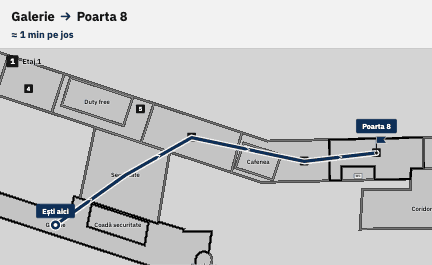 Galerie → Poarta 8
≈ 1 min pe jos
1 Etaj 1
4
Duty free
5
Poarta 8
Cafenea
Ești aici
Coadă securitate
Coridor